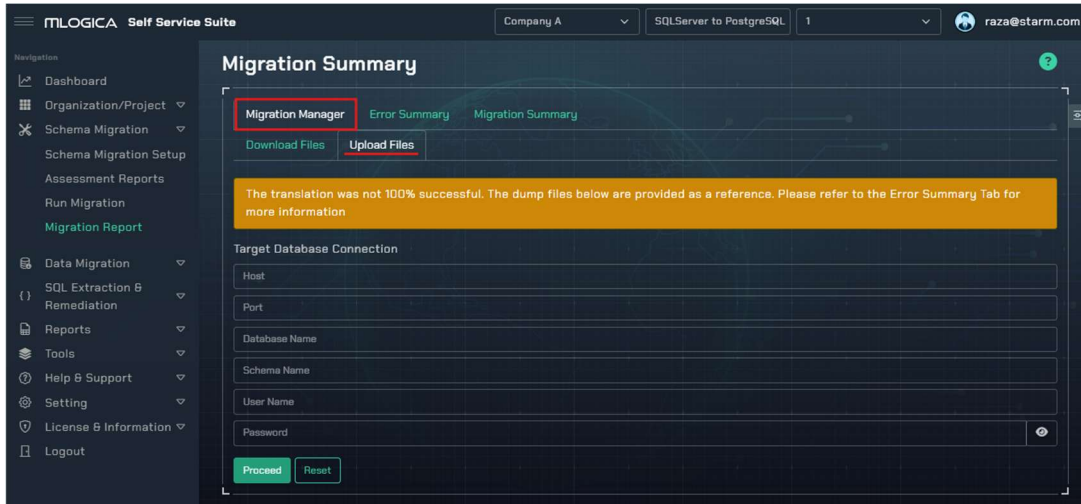 MLOGICA Self Service Suite
Company A
SQLServer to PostgreSQL
1
raza@starm.com
Navigation
Dashboard
Organization/Project
Schema Migration
Schema Migration Setup
Assessment Reports
Run Migration
Migration Report
Data Migration
SQL Extraction &
Remediation
Reports
Tools
Help & Support
Setting
License & Information
Logout
Migration Summary
?
Migration Manager Error Summary Migration Summary
Download Files Upload Files
The translation was not 100% successful. The dump files below are provided as a reference. Please refer to the Error Summary Tab for
more information
Target Database Connection
Host
Port
Database Name
Schema Name
User Name
Password
Proceed Reset